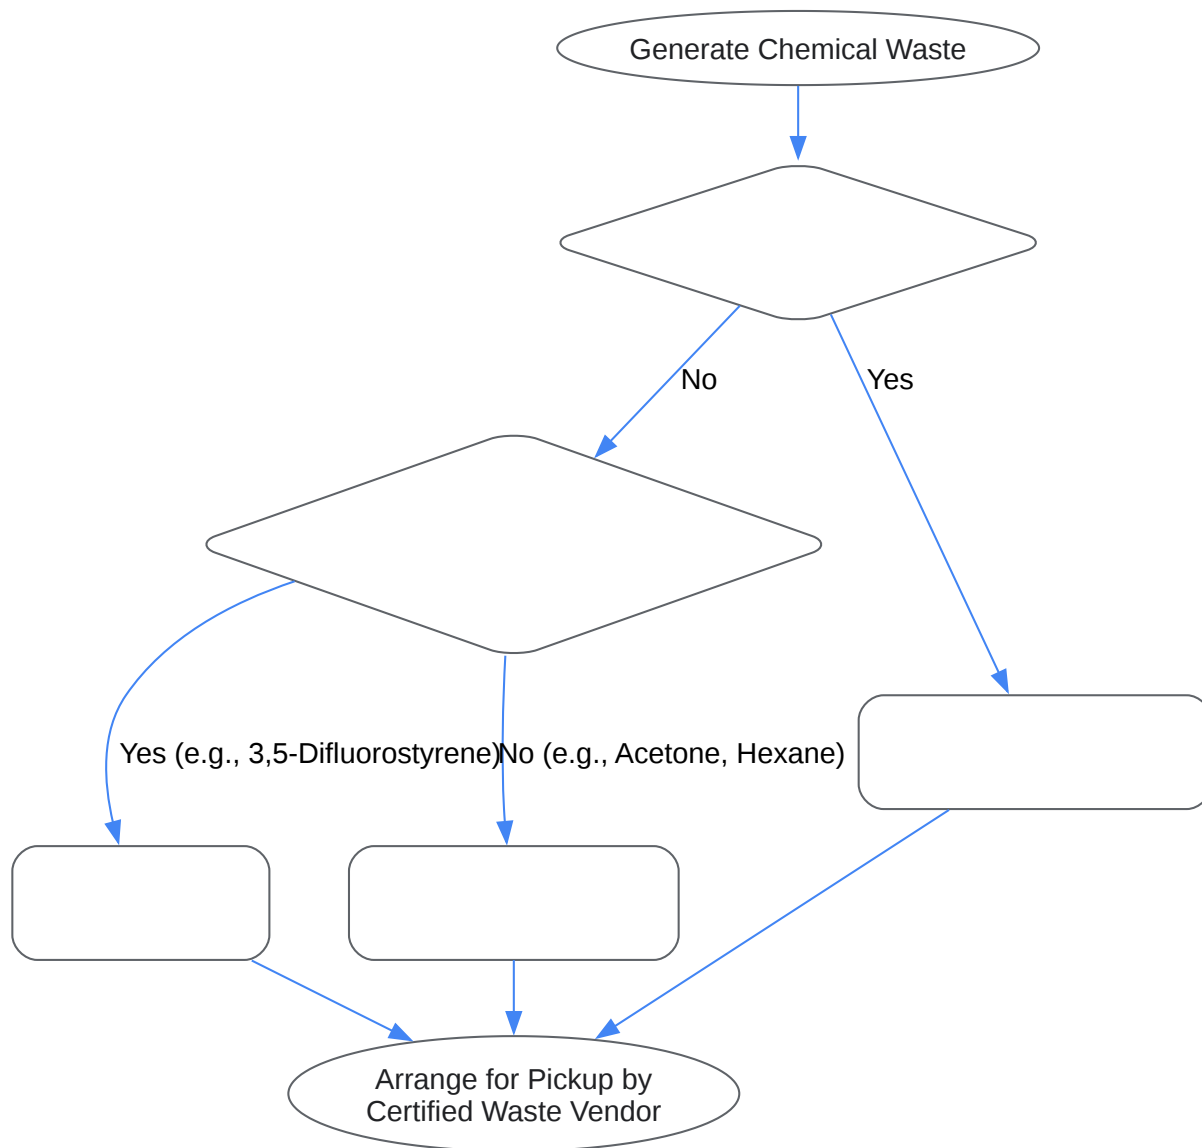 Generate Chemical Waste
No
Yes
Yes (e.g., 3,5-Difluorostyrene)
No (e.g., Acetone, Hexane)
Arrange for Pickup by
Certified Waste Vendor